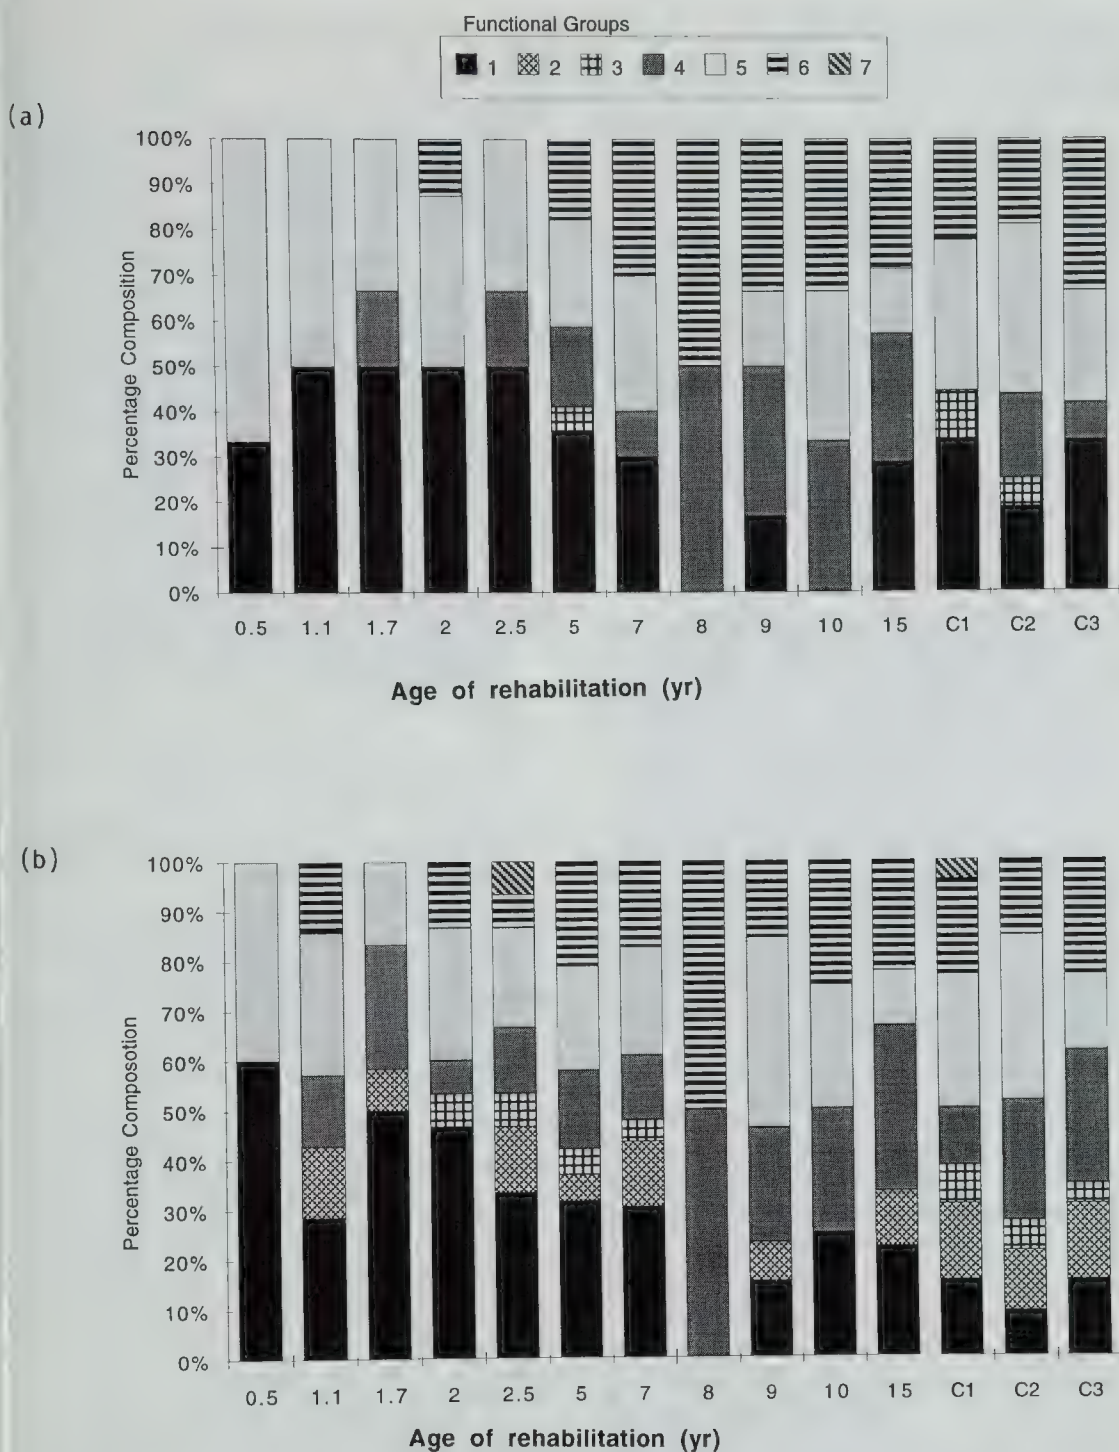 Functional Groups
1 2 3 4 5 6 7
(a)
Percentage Composition
100%
90%
80%
70%
60%
50%
40%
30%
20%
10%
0%
0.5 1.1 1.7 2 2.5 5 7 8 9 10 15 C1 C2 C3
Age of rehabilitation (yr)
(b)
Percentage Composotion
100%
90%
80%
70%
60%
50%
40%
30%
20%
10%
0%
0.5 1.1 1.7 2 2.5 5 7 8 9 10 15 C1 C2 C3
Age of rehabilitation (yr)